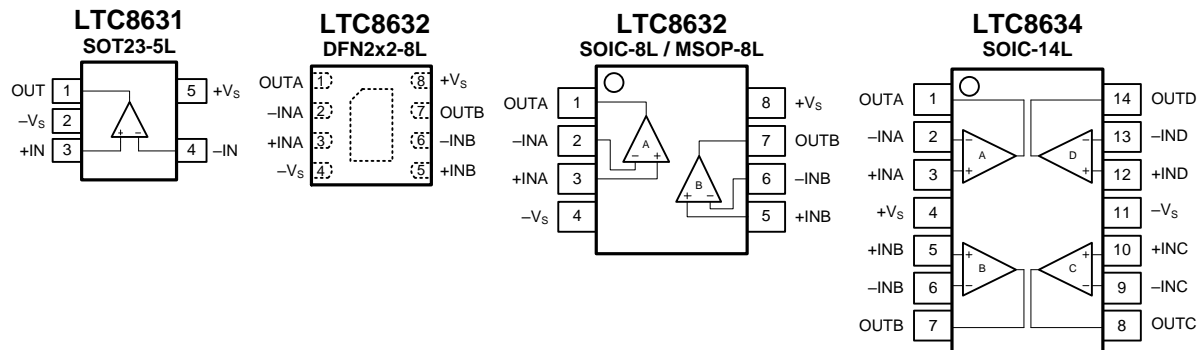 LTC8631
SOT23-5L
OUT 1 5 +VS
–VS 2
+IN 3 4 –IN
+ –
LTC8632
DFN2x2-8L
OUTA 1 8 +VS
–INA 2 7 OUTB
+INA 3 6 –INB
–VS 4 5 +INB
LTC8632
SOIC-8L / MSOP-8L
OUTA 1 8 +VS
–INA 2 A 7 OUTB
– +
+INA 3 B 6 –INB
+ –
–VS 4 5 +INB
LTC8634
SOIC-14L
OUTA 1 14 OUTD
–INA 2 – – 13 –IND
A D
+INA 3 + + 12 +IND
+VS 4 11 –VS
+INB 5 + + 10 +INC
B C
–INB 6 – – 9 –INC
OUTB 7 8 OUTC